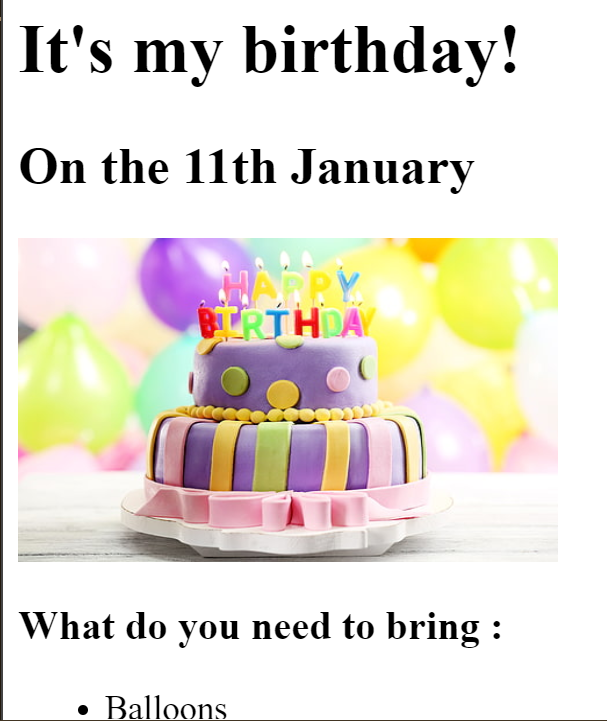 It's my birthday!
On the 11th January
HAPPY
BIRTHDAY
What do you need to bring :
• Balloons